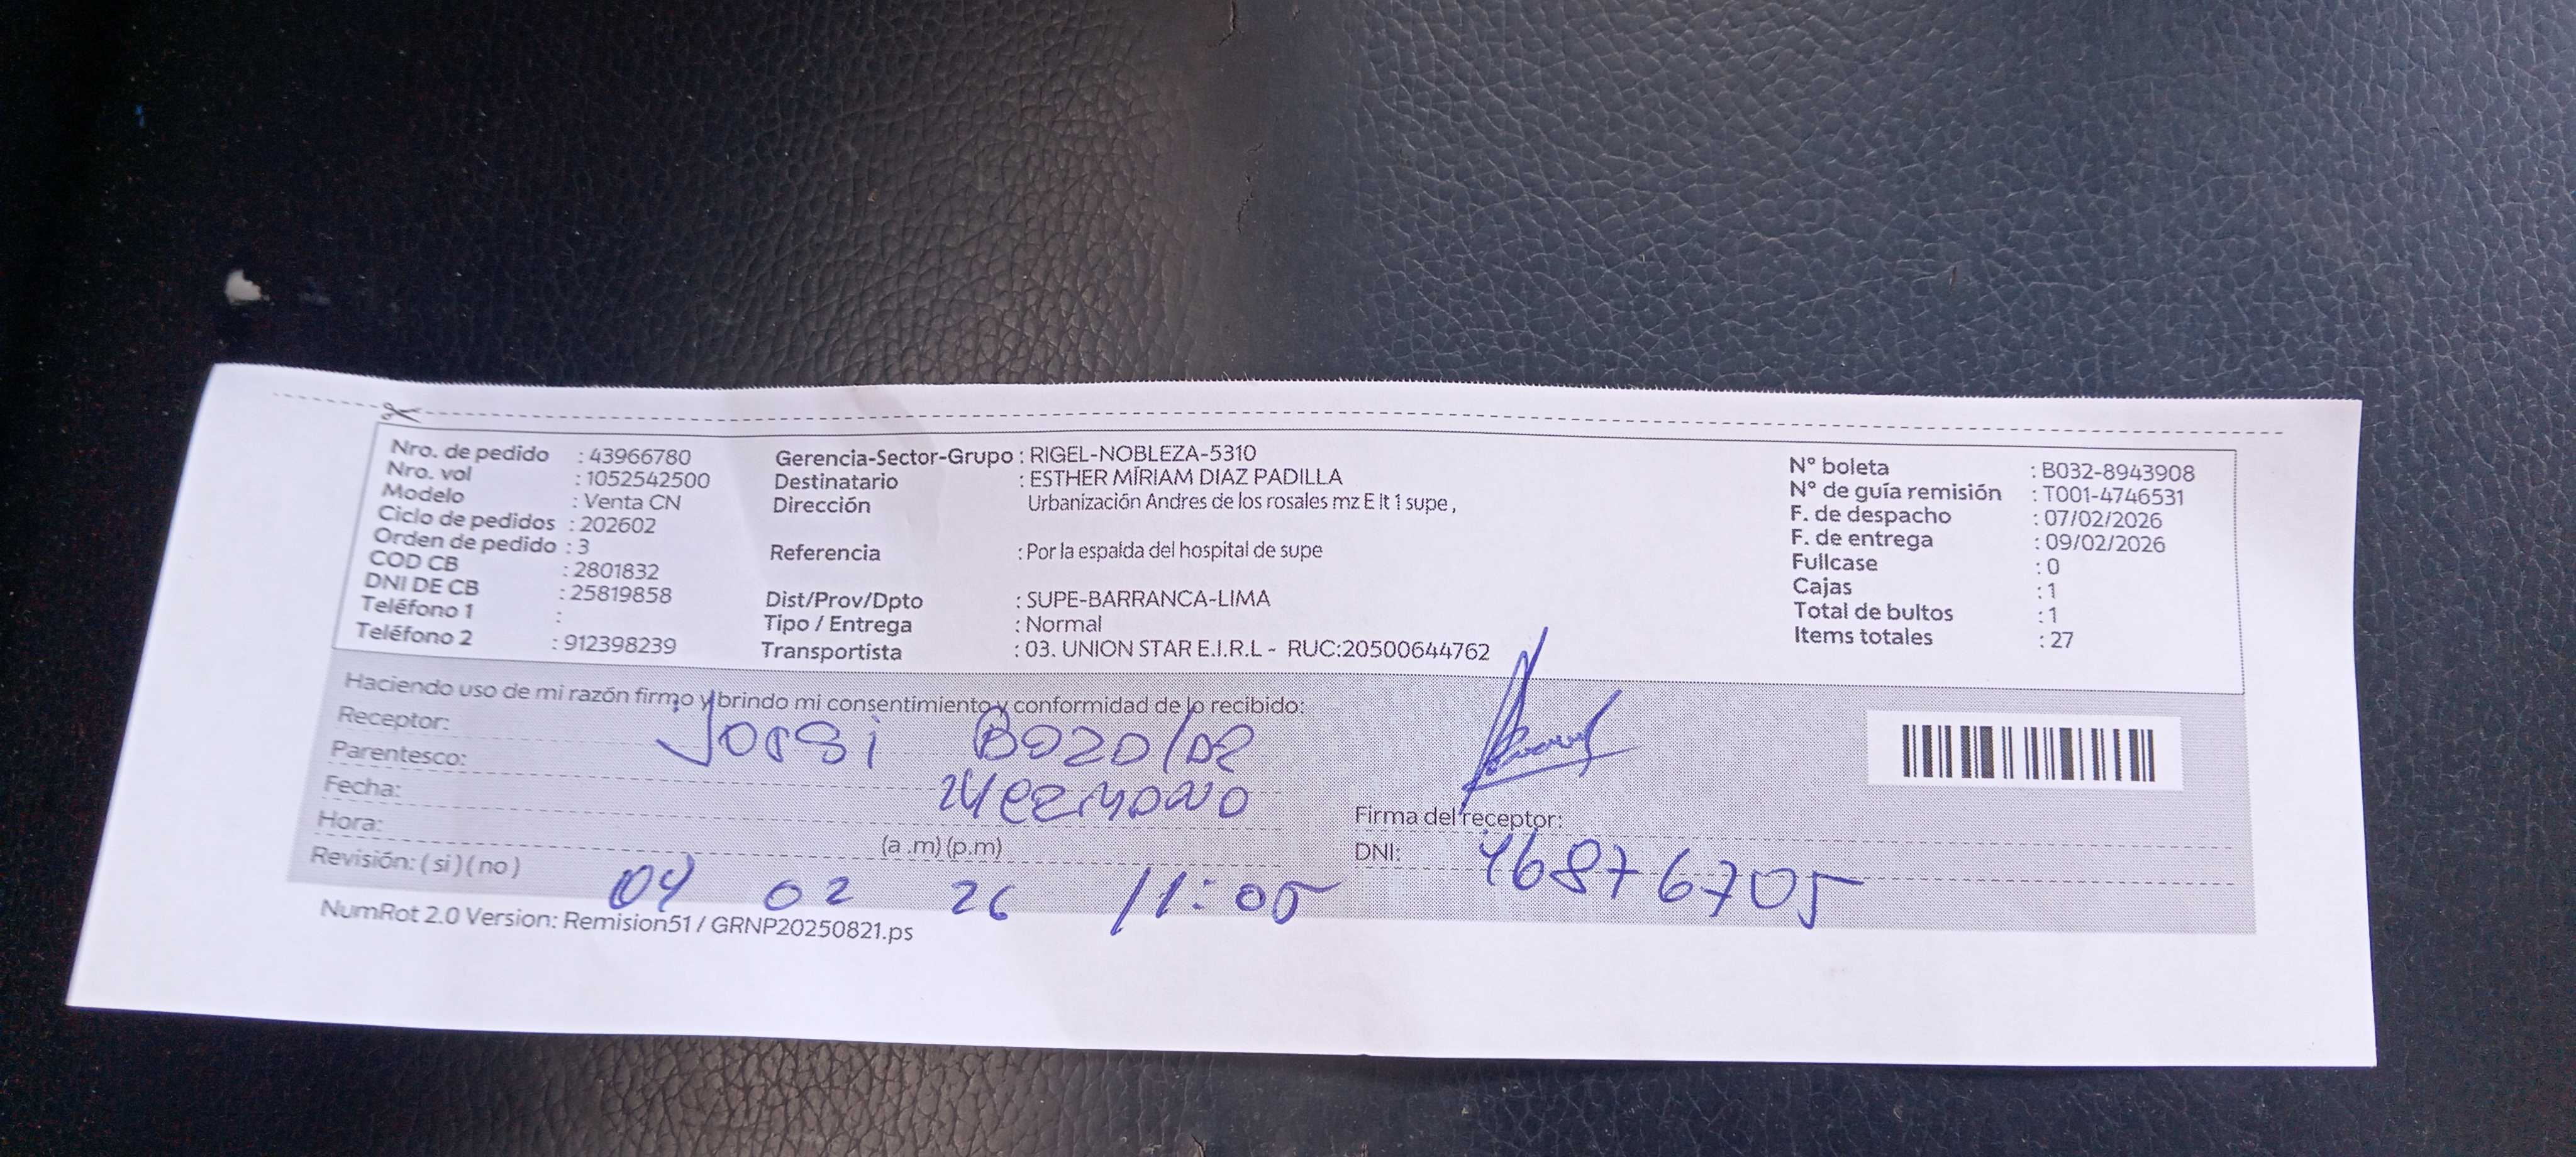 Nro. de pedido : 43966780
Nro. vol : 1052542500
Modelo : Venta CN
Ciclo de pedidos : 202602
Orden de pedido : 3
COD CB : 2801832
DNI DE CB : 25819858
Teléfono 1 :
Teléfono 2 : 912398239
Gerencia-Sector-Grupo : RIGEL-NOBLEZA-5310
Destinatario : ESTHER MÍRIAM DIAZ PADILLA
Dirección Urbanización Andres de los rosales mz E lt 1 supe ,
Referencia : Por la espalda del hospital de supe
Dist/Prov/Dpto : SUPE-BARRANCA-LIMA
Tipo / Entrega : Normal
Transportista : 03. UNION STAR E.I.R.L - RUC:20500644762
N° boleta : B032-8943908
N° de guía remisión : T001-4746531
F. de despacho : 07/02/2026
F. de entrega : 09/02/2026
Fullcase : 0
Cajas : 1
Total de bultos : 1
Items totales : 27
Haciendo uso de mi razón firmo y brindo mi consentimiento y conformidad de lo recibido:
Receptor:
Parentesco:
Fecha:
Hora: (a .m) (p.m)
Revisión: ( si ) ( no )
02 26 11:05
Firma del receptor:
DNI: 46876705
NumRot 2.0 Version: Remision51 / GRNP20250821.ps